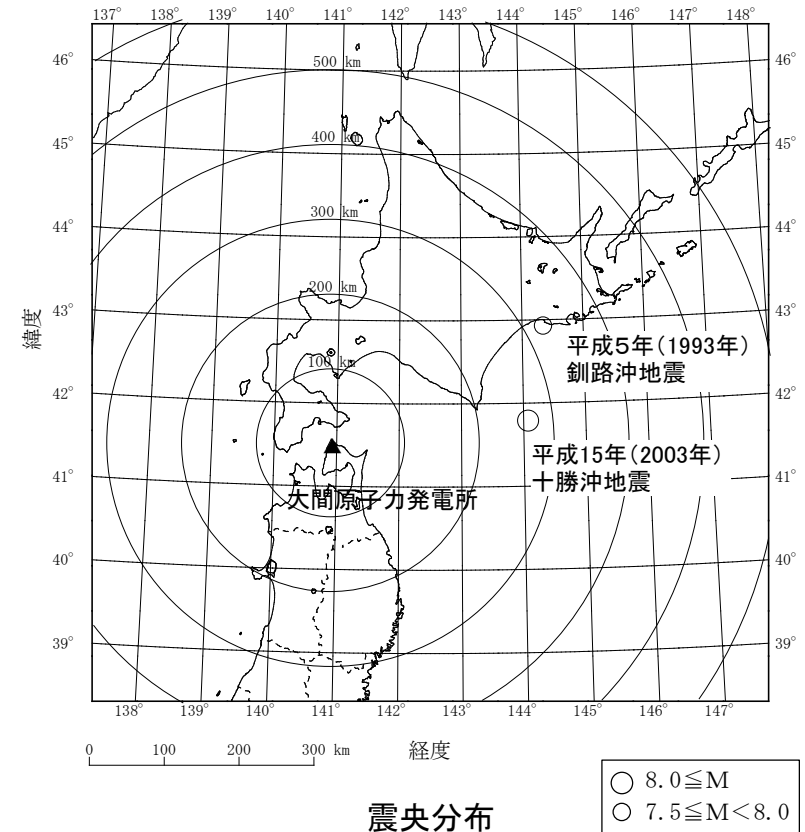 137° 138° 139° 140° 141° 142° 143° 144° 145° 146° 147° 148°
46° 46°
500 km
45° 45°
400 km
44° 44°
300 km
43° 43°
200 km
緯度
平成5年(1993年)
釧路沖地震
100 km
42° 42°
平成15年(2003年)
十勝沖地震
41° 41°
大間原子力発電所
40° 40°
39° 39°
138° 139° 140° 141° 142° 143° 144° 145° 146° 147°
0 100 200 300 km
経度
8.0≦M
7.5≦M<8.0
震央分布